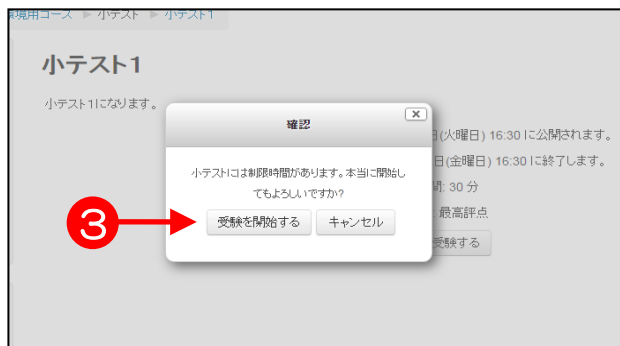 環境用コース ▶ 小テスト ▶ 小テスト1
小テスト1
小テスト1になります。
確認
×
日(火曜日) 16:30 に公開されます。
日(金曜日) 16:30 に終了します。
小テストには制限時間があります。本当に開始し
てもよろしいですか?
間: 30 分
最高評点
3
受験を開始する キャンセル
受験する